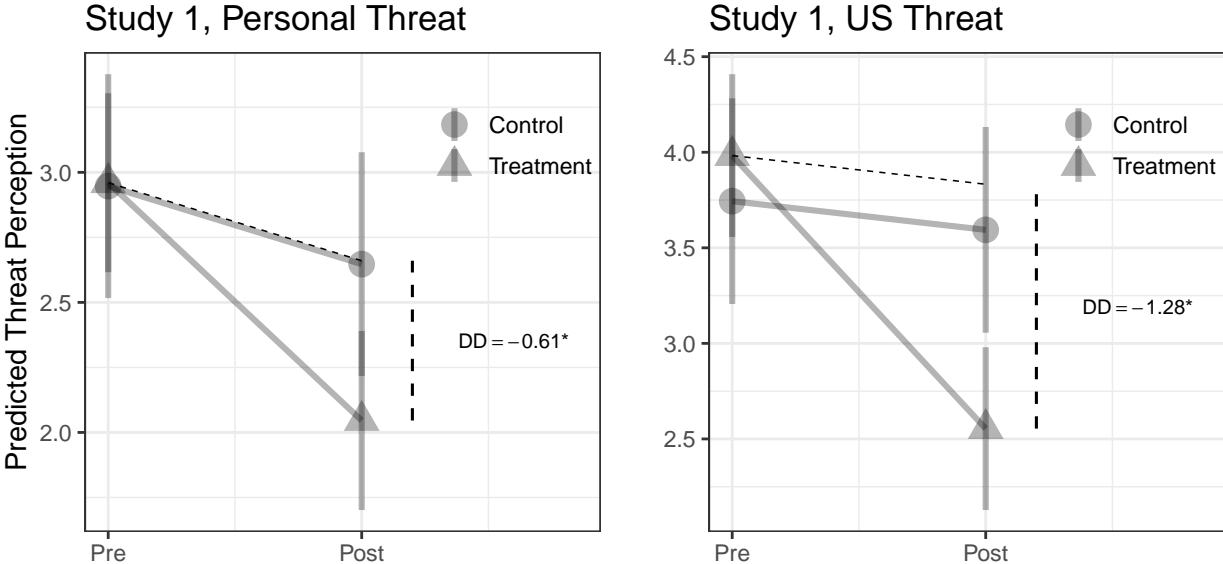 Study 1, Personal Threat
Predicted Threat Perception
3.0
2.5
2.0
Control
Treatment
DD = −0.61*
Pre
Post
Study 1, US Threat
4.5
4.0
3.5
3.0
2.5
Control
Treatment
DD = −1.28*
Pre
Post